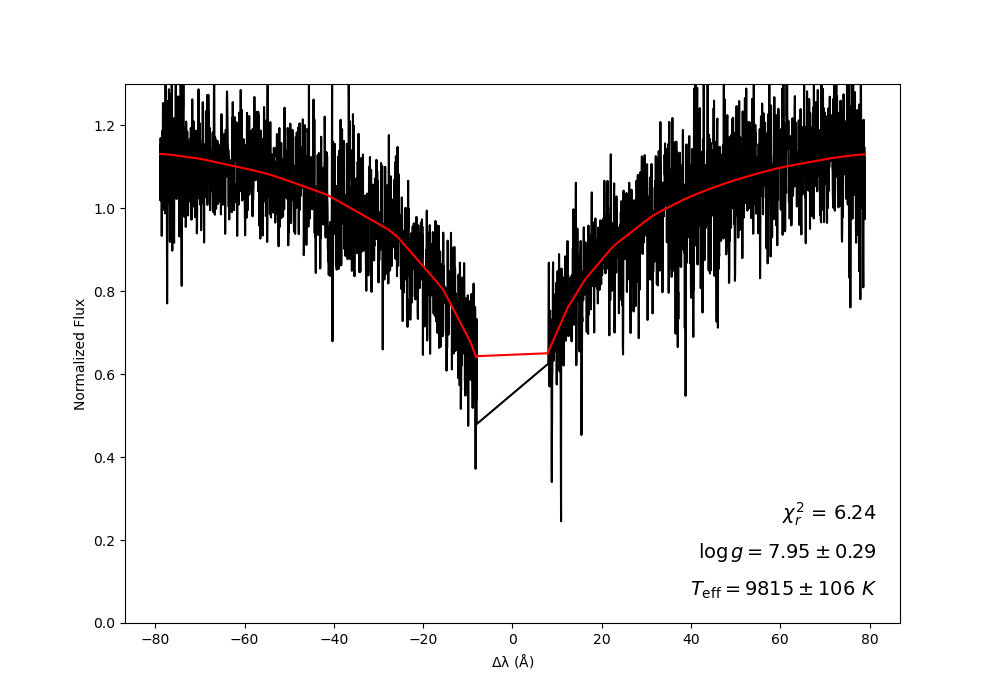 1.2
1.0
0.8
0.6
0.4
0.2
0.0
Normalized Flux
χ²ᵣ = 6.24
log g = 7.95 ± 0.29
T_eff = 9815 ± 106 K
−80 −60 −40 −20 0 20 40 60 80
Δλ (Å)